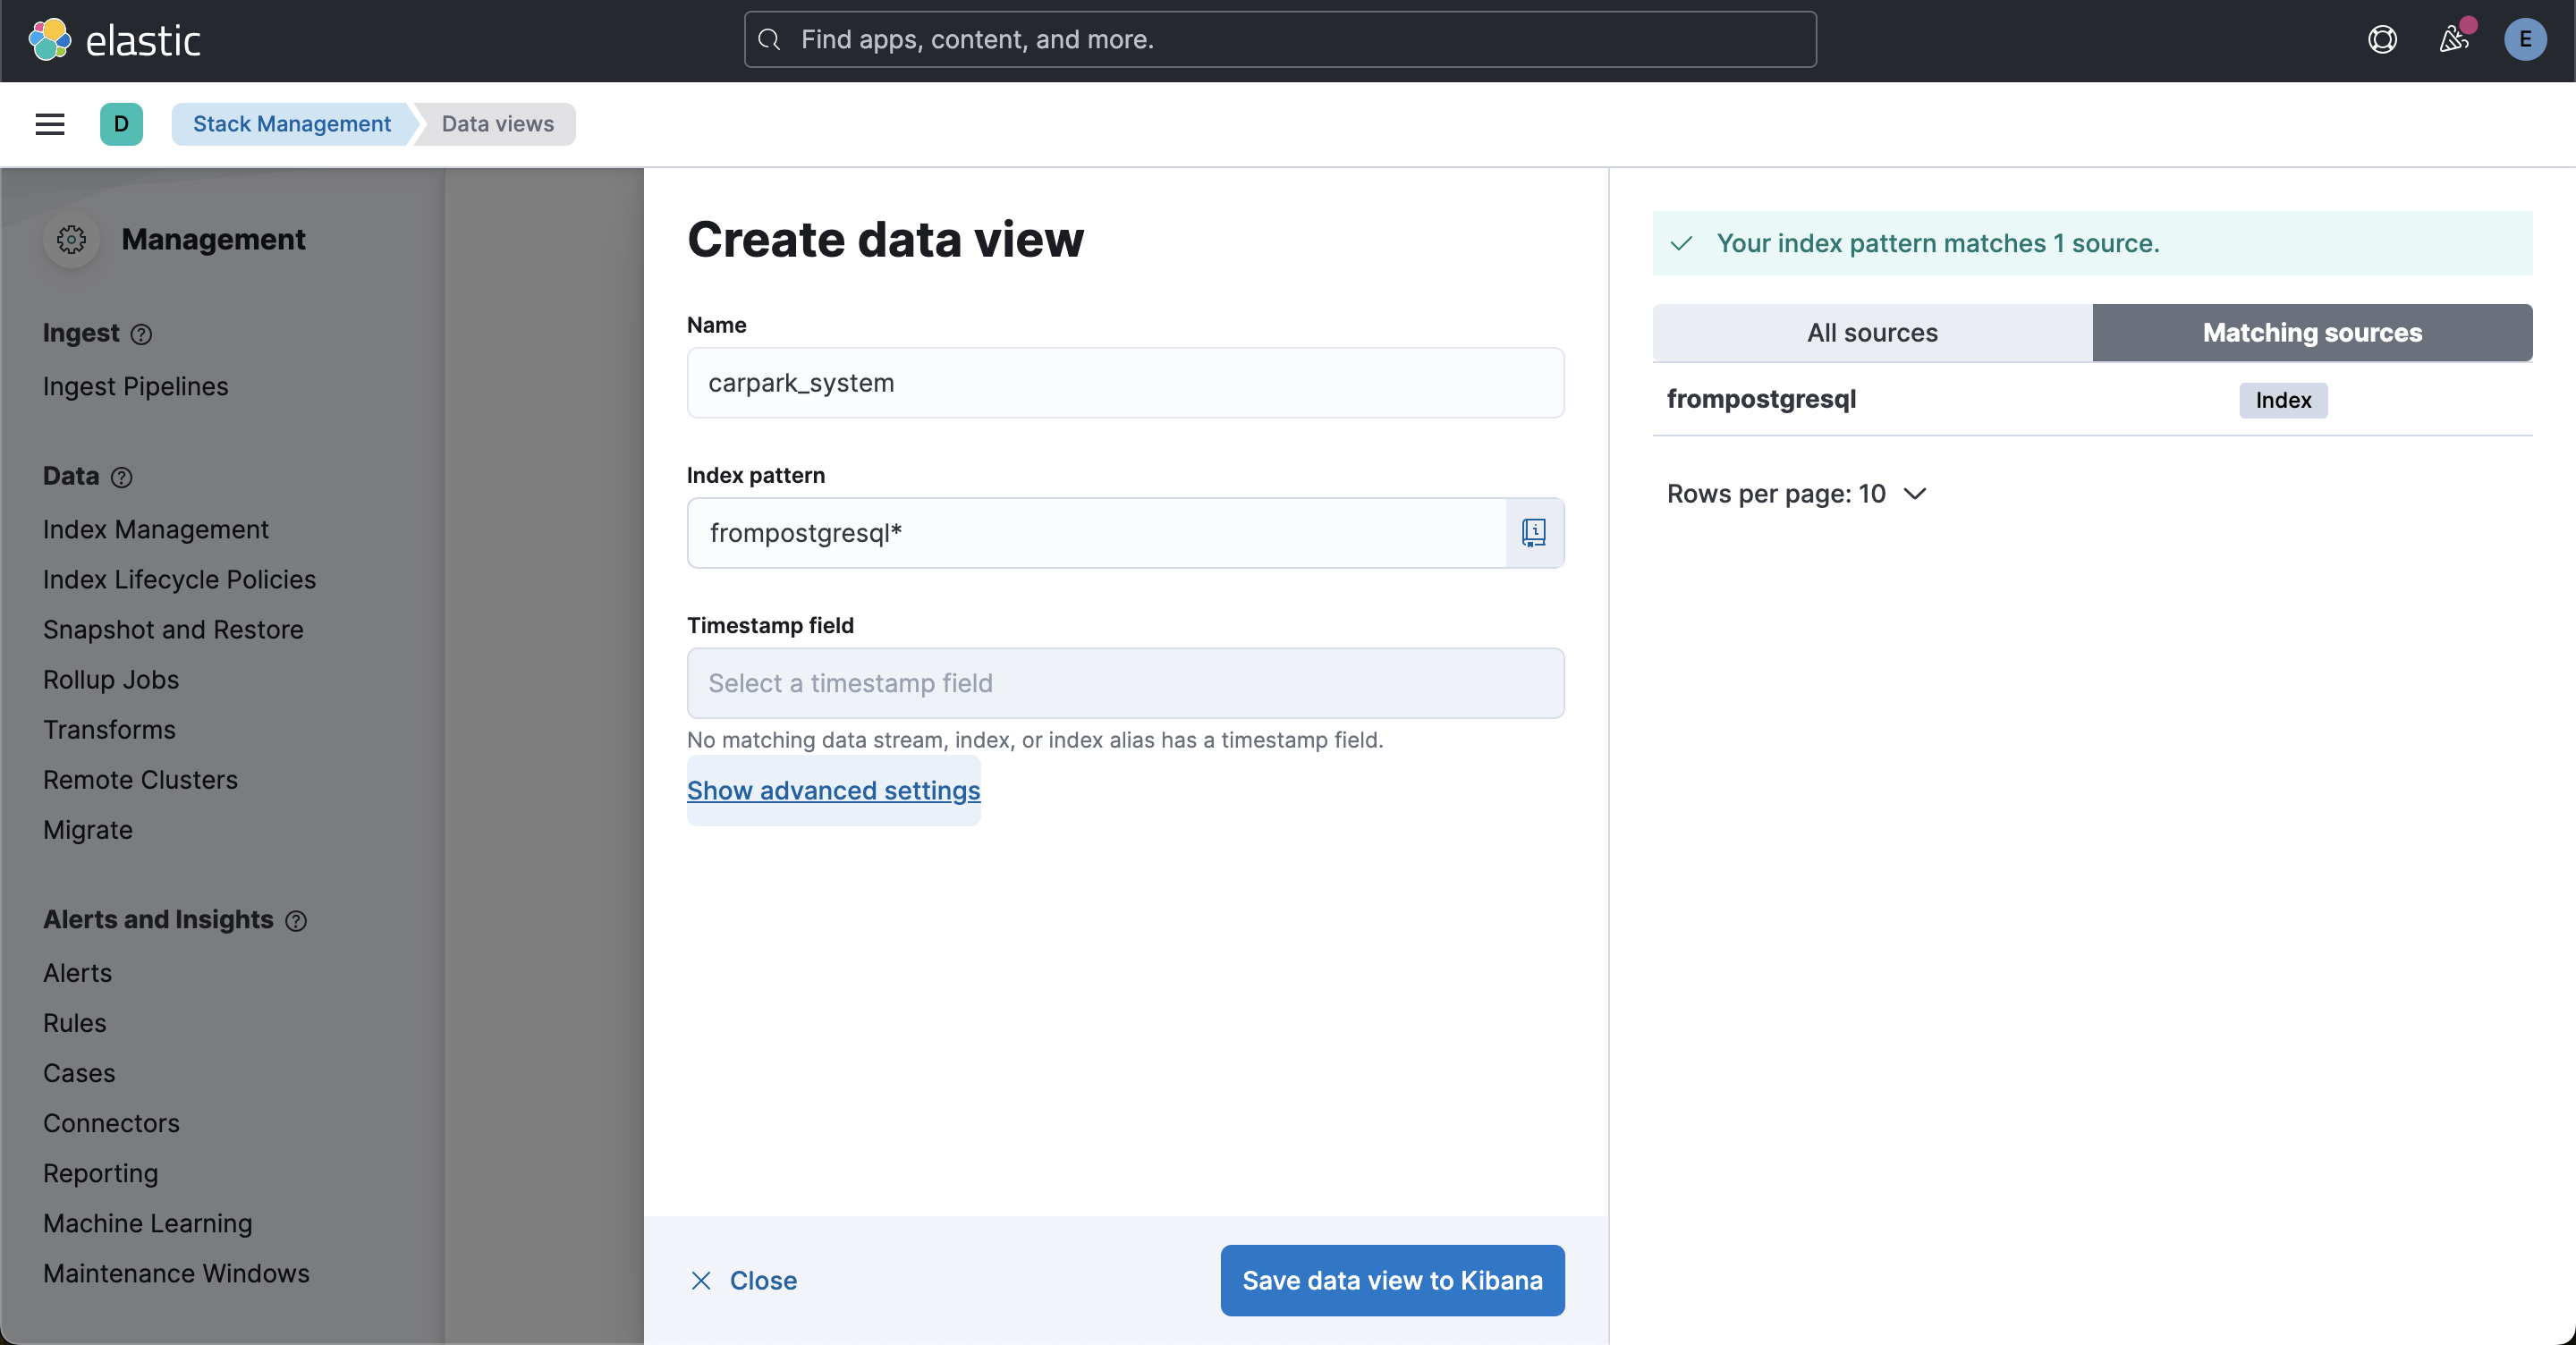 elastic
Find apps, content, and more.
E
D
Stack Management
Data views
Management
Ingest
Ingest Pipelines
Data
Index Management
Index Lifecycle Policies
Snapshot and Restore
Rollup Jobs
Transforms
Remote Clusters
Migrate
Alerts and Insights
Alerts
Rules
Cases
Connectors
Reporting
Machine Learning
Maintenance Windows
Create data view
Name
carpark_system
Index pattern
frompostgresql*
Timestamp field
Select a timestamp field
No matching data stream, index, or index alias has a timestamp field.
Show advanced settings
Close
Save data view to Kibana
Your index pattern matches 1 source.
All sources
Matching sources
frompostgresql
Index
Rows per page: 10